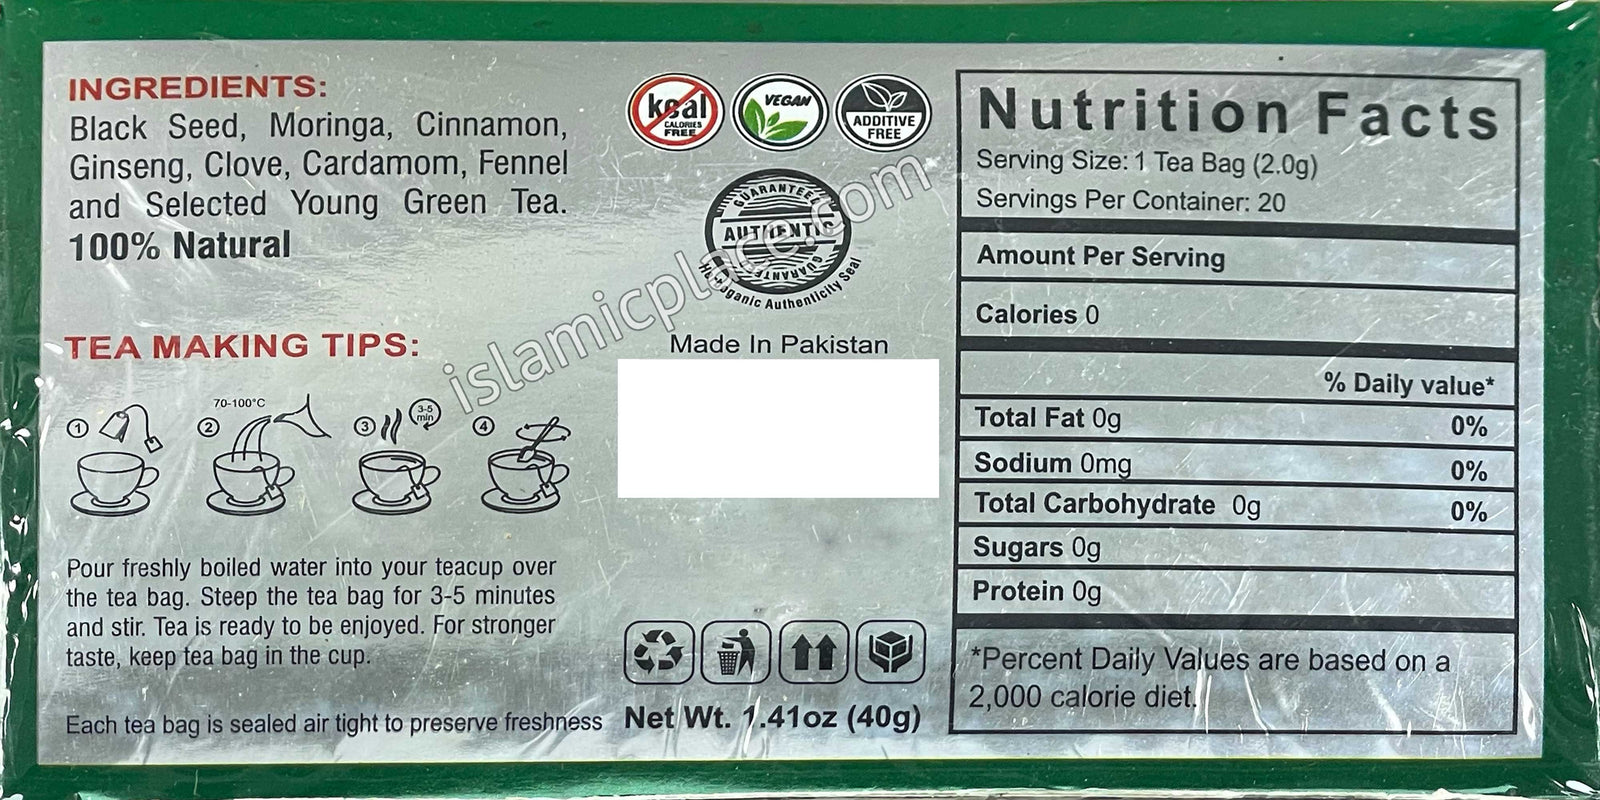 INGREDIENTS:
Black Seed, Moringa, Cinnamon,
Ginseng, Clove, Cardamom, Fennel
and Selected Young Green Tea.
100% Natural
TEA MAKING TIPS:
1
2
70-100°C
3
3-5
min
4
Pour freshly boiled water into your teacup over
the tea bag. Steep the tea bag for 3-5 minutes
and stir. Tea is ready to be enjoyed. For stronger
taste, keep tea bag in the cup.
Each tea bag is sealed air tight to preserve freshness
kcal
CALORIES
FREE
VEGAN
ADDITIVE
FREE
GUARANTEE
AUTHENTIC
GUARANTEE
Organic Authenticity Seal
islamicplace.com
Made In Pakistan
Net Wt. 1.41oz (40g)
Nutrition Facts
Serving Size: 1 Tea Bag (2.0g)
Servings Per Container: 20
Amount Per Serving
Calories 0
% Daily value*
Total Fat 0g 0%
Sodium 0mg 0%
Total Carbohydrate 0g 0%
Sugars 0g
Protein 0g
*Percent Daily Values are based on a
2,000 calorie diet.